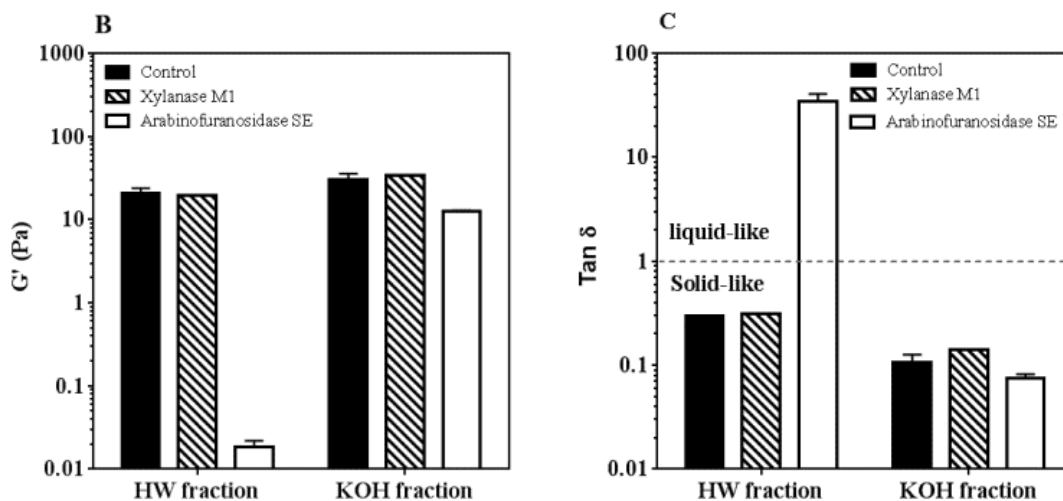 B
G' (Pa)
1000
100
10
1
0.1
0.01
Control
Xylanase M1
Arabinofuranosidase SE
HW fraction KOH fraction
C
Tan δ
100
10
1
0.1
0.01
Control
Xylanase M1
Arabinofuranosidase SE
liquid-like
Solid-like
HW fraction KOH fraction